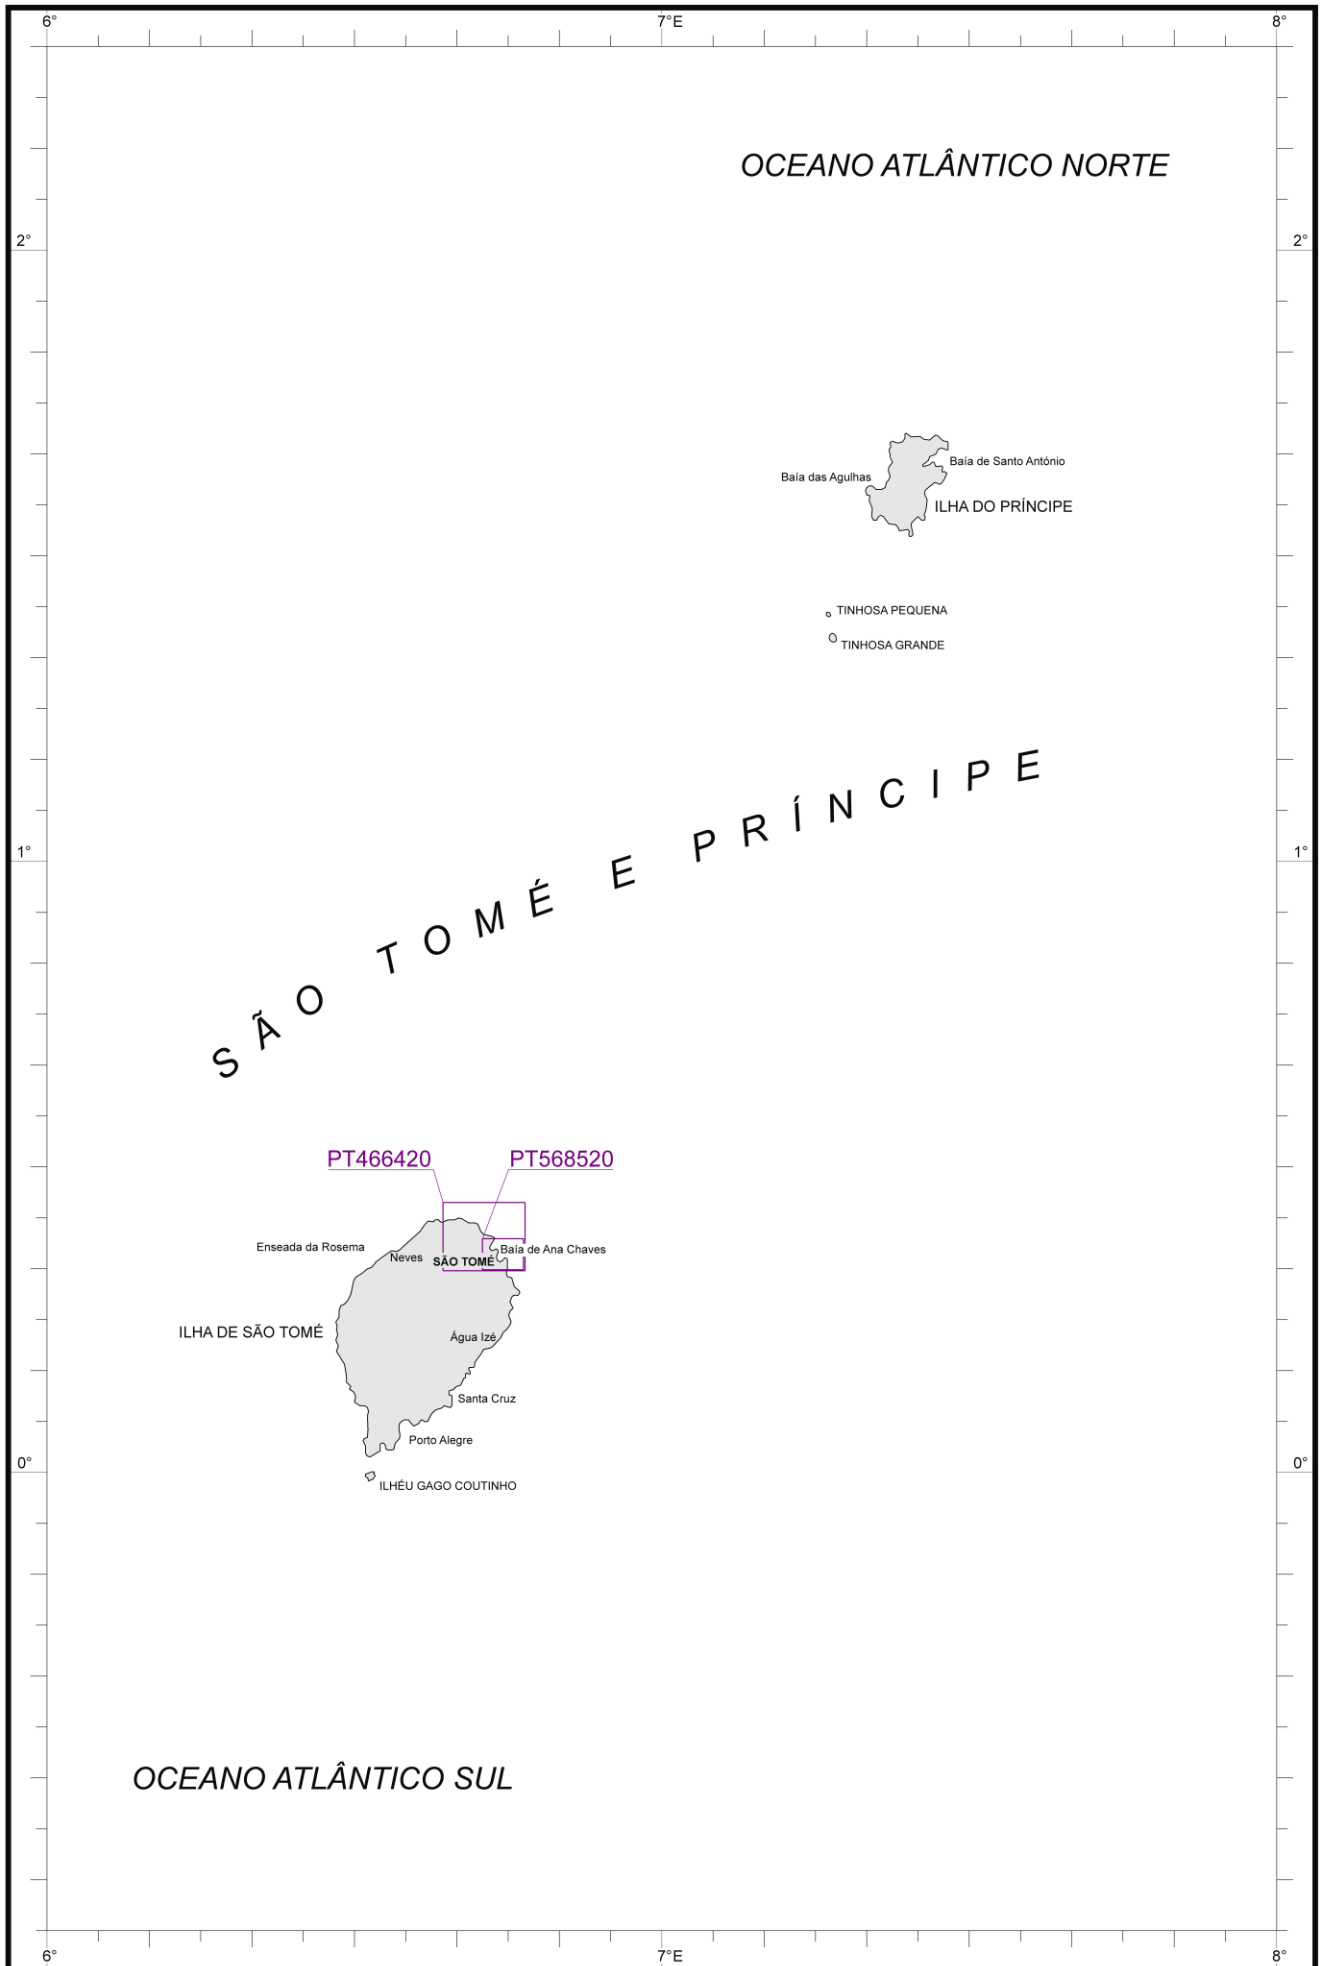 6° 7°E 8°
OCEANO ATLÂNTICO NORTE
2° 2°
Baía de Santo António
Baía das Agulhas
ILHA DO PRÍNCIPE
TINHOSA PEQUENA
TINHOSA GRANDE
SÃO TOMÉ E PRÍNCIPE
1° 1°
PT466420 PT568520
Enseada da Rosema
Neves
SÃO TOMÉ
Baía de Ana Chaves
ILHA DE SÃO TOMÉ
Água Izé
Santa Cruz
Porto Alegre
0° 0°
ILHÉU GAGO COUTINHO
OCEANO ATLÂNTICO SUL
6° 7°E 8°